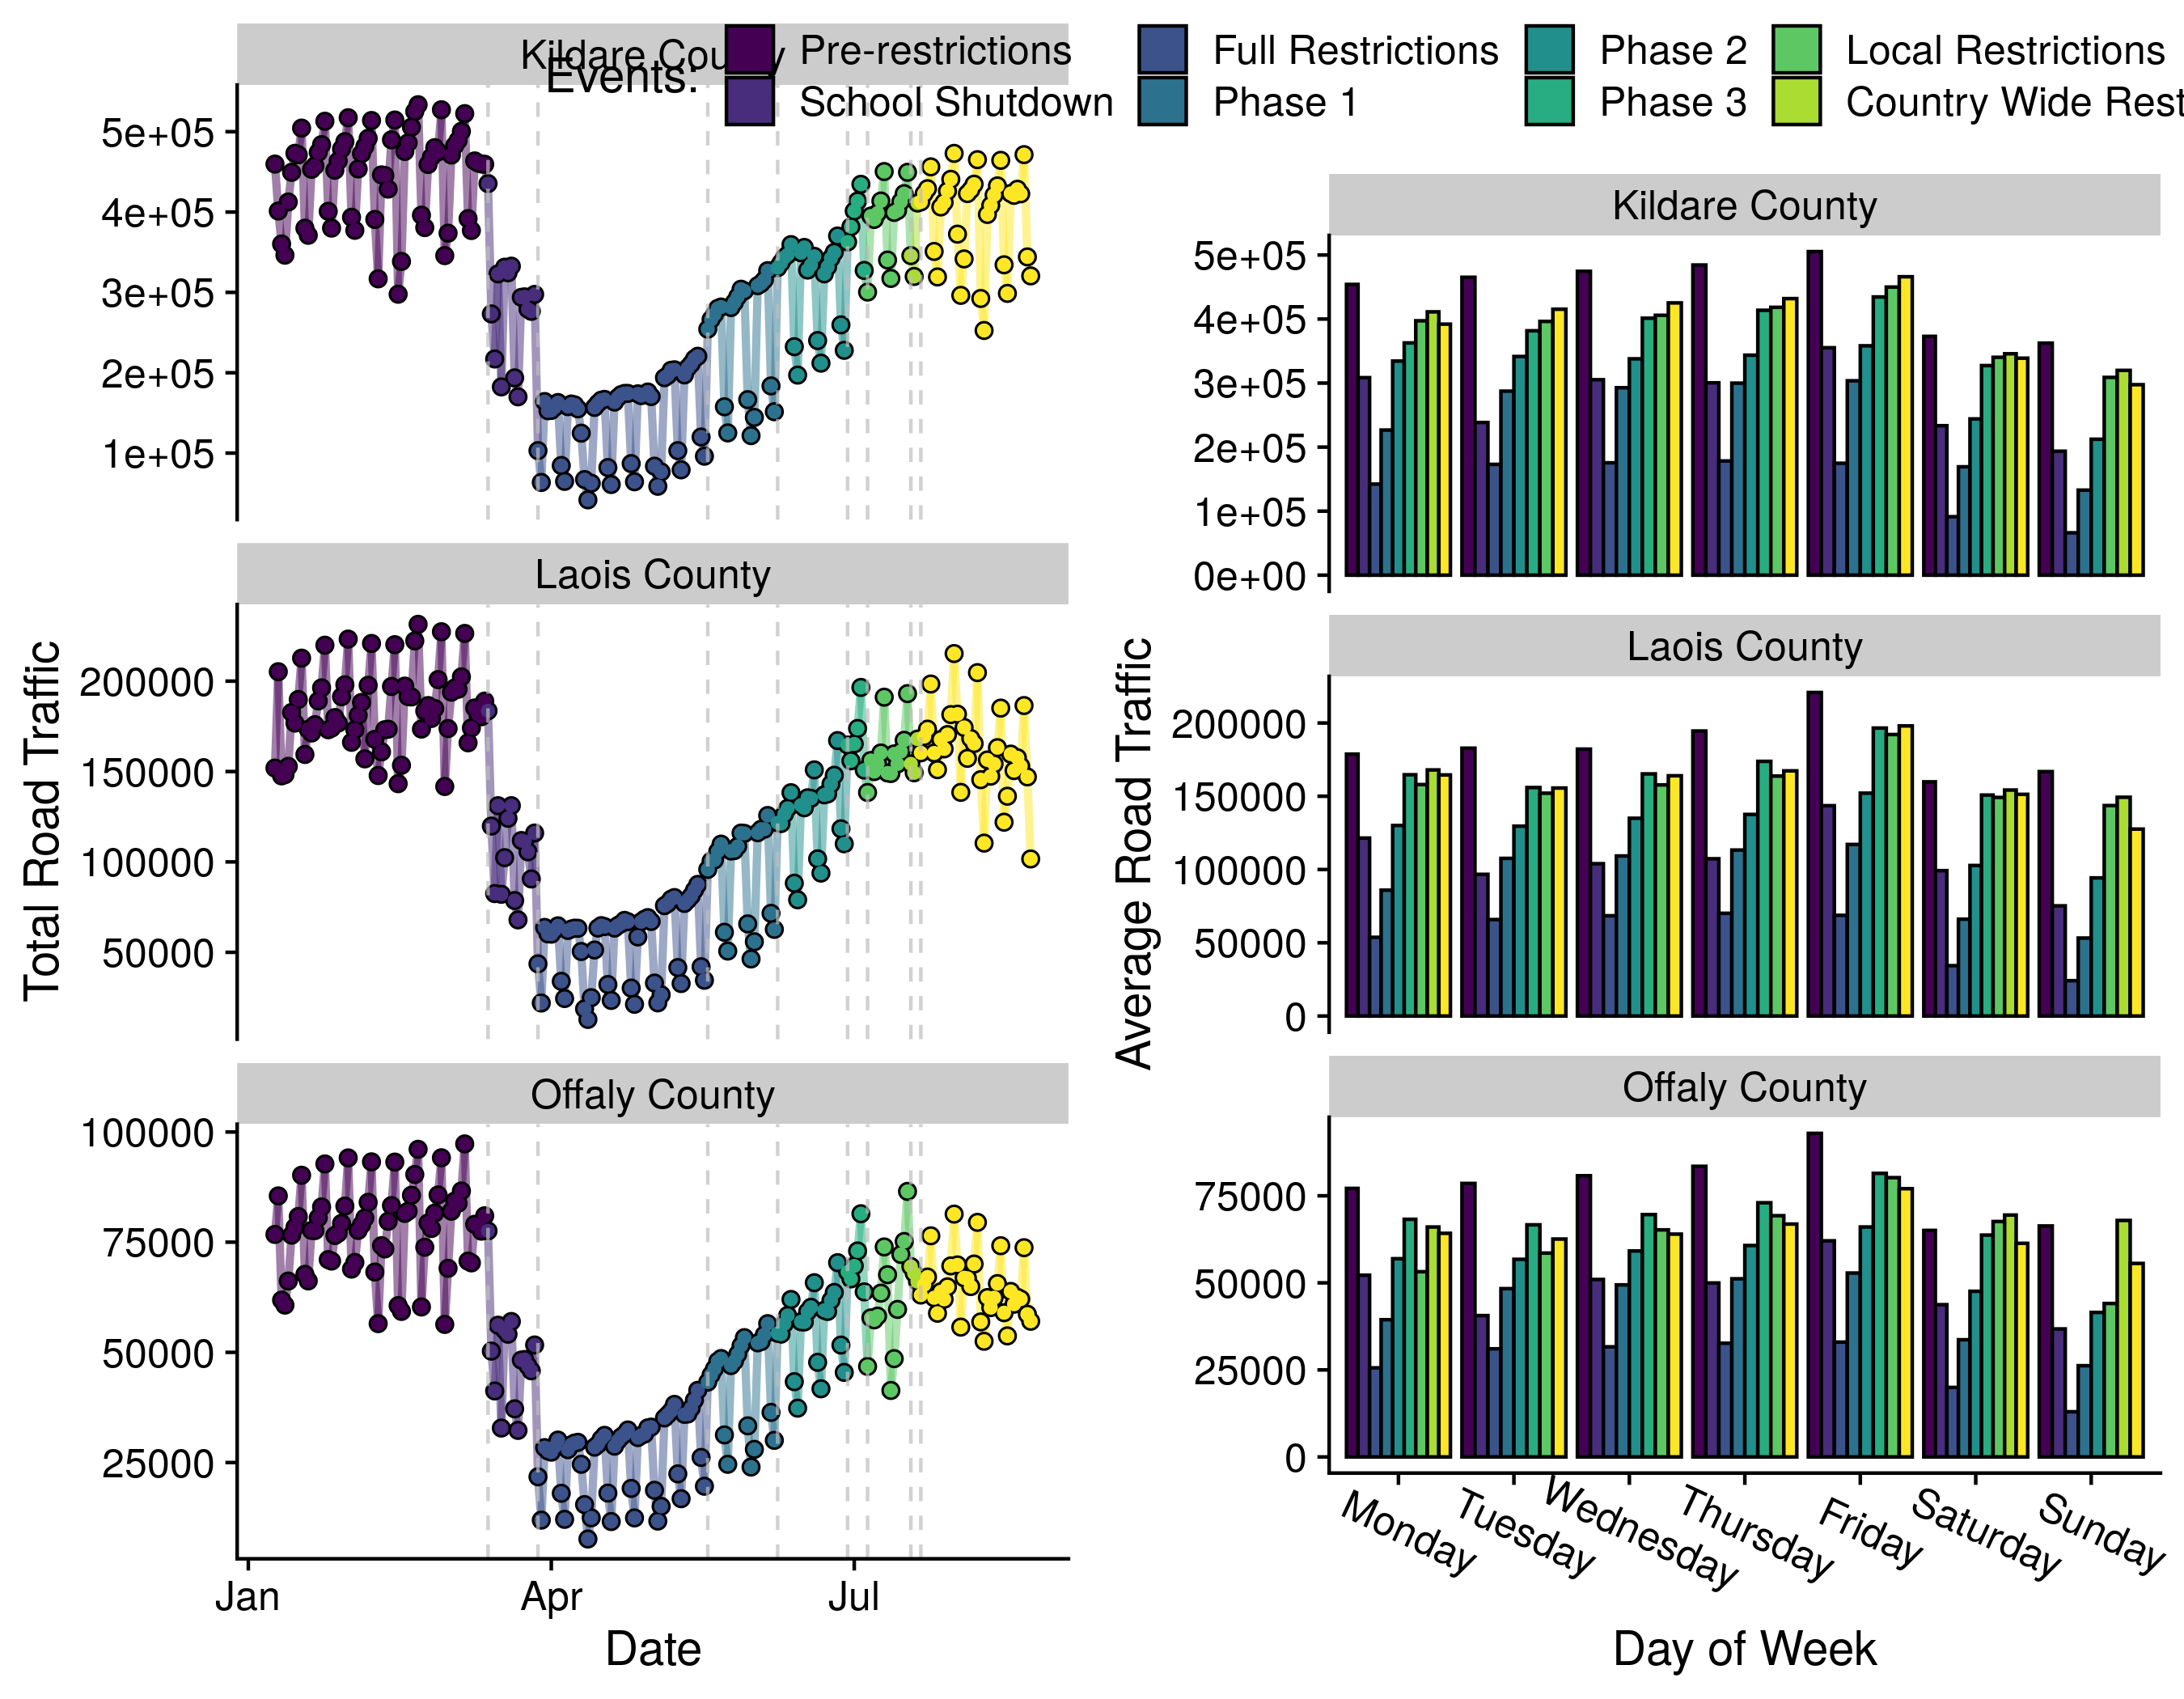 Kildare County
Events:
Pre-restrictions
School Shutdown
Full Restrictions
Phase 1
Phase 2
Phase 3
Local Restrictions
Country Wide Rest
Total Road Traffic
5e+05
4e+05
3e+05
2e+05
1e+05
Laois County
200000
150000
100000
50000
Offaly County
100000
75000
50000
25000
Jan
Apr
Jul
Date
Average Road Traffic
Kildare County
5e+05
4e+05
3e+05
2e+05
1e+05
0e+00
Laois County
200000
150000
100000
50000
0
Offaly County
75000
50000
25000
0
Monday
Tuesday
Wednesday
Thursday
Friday
Saturday
Sunday
Day of Week